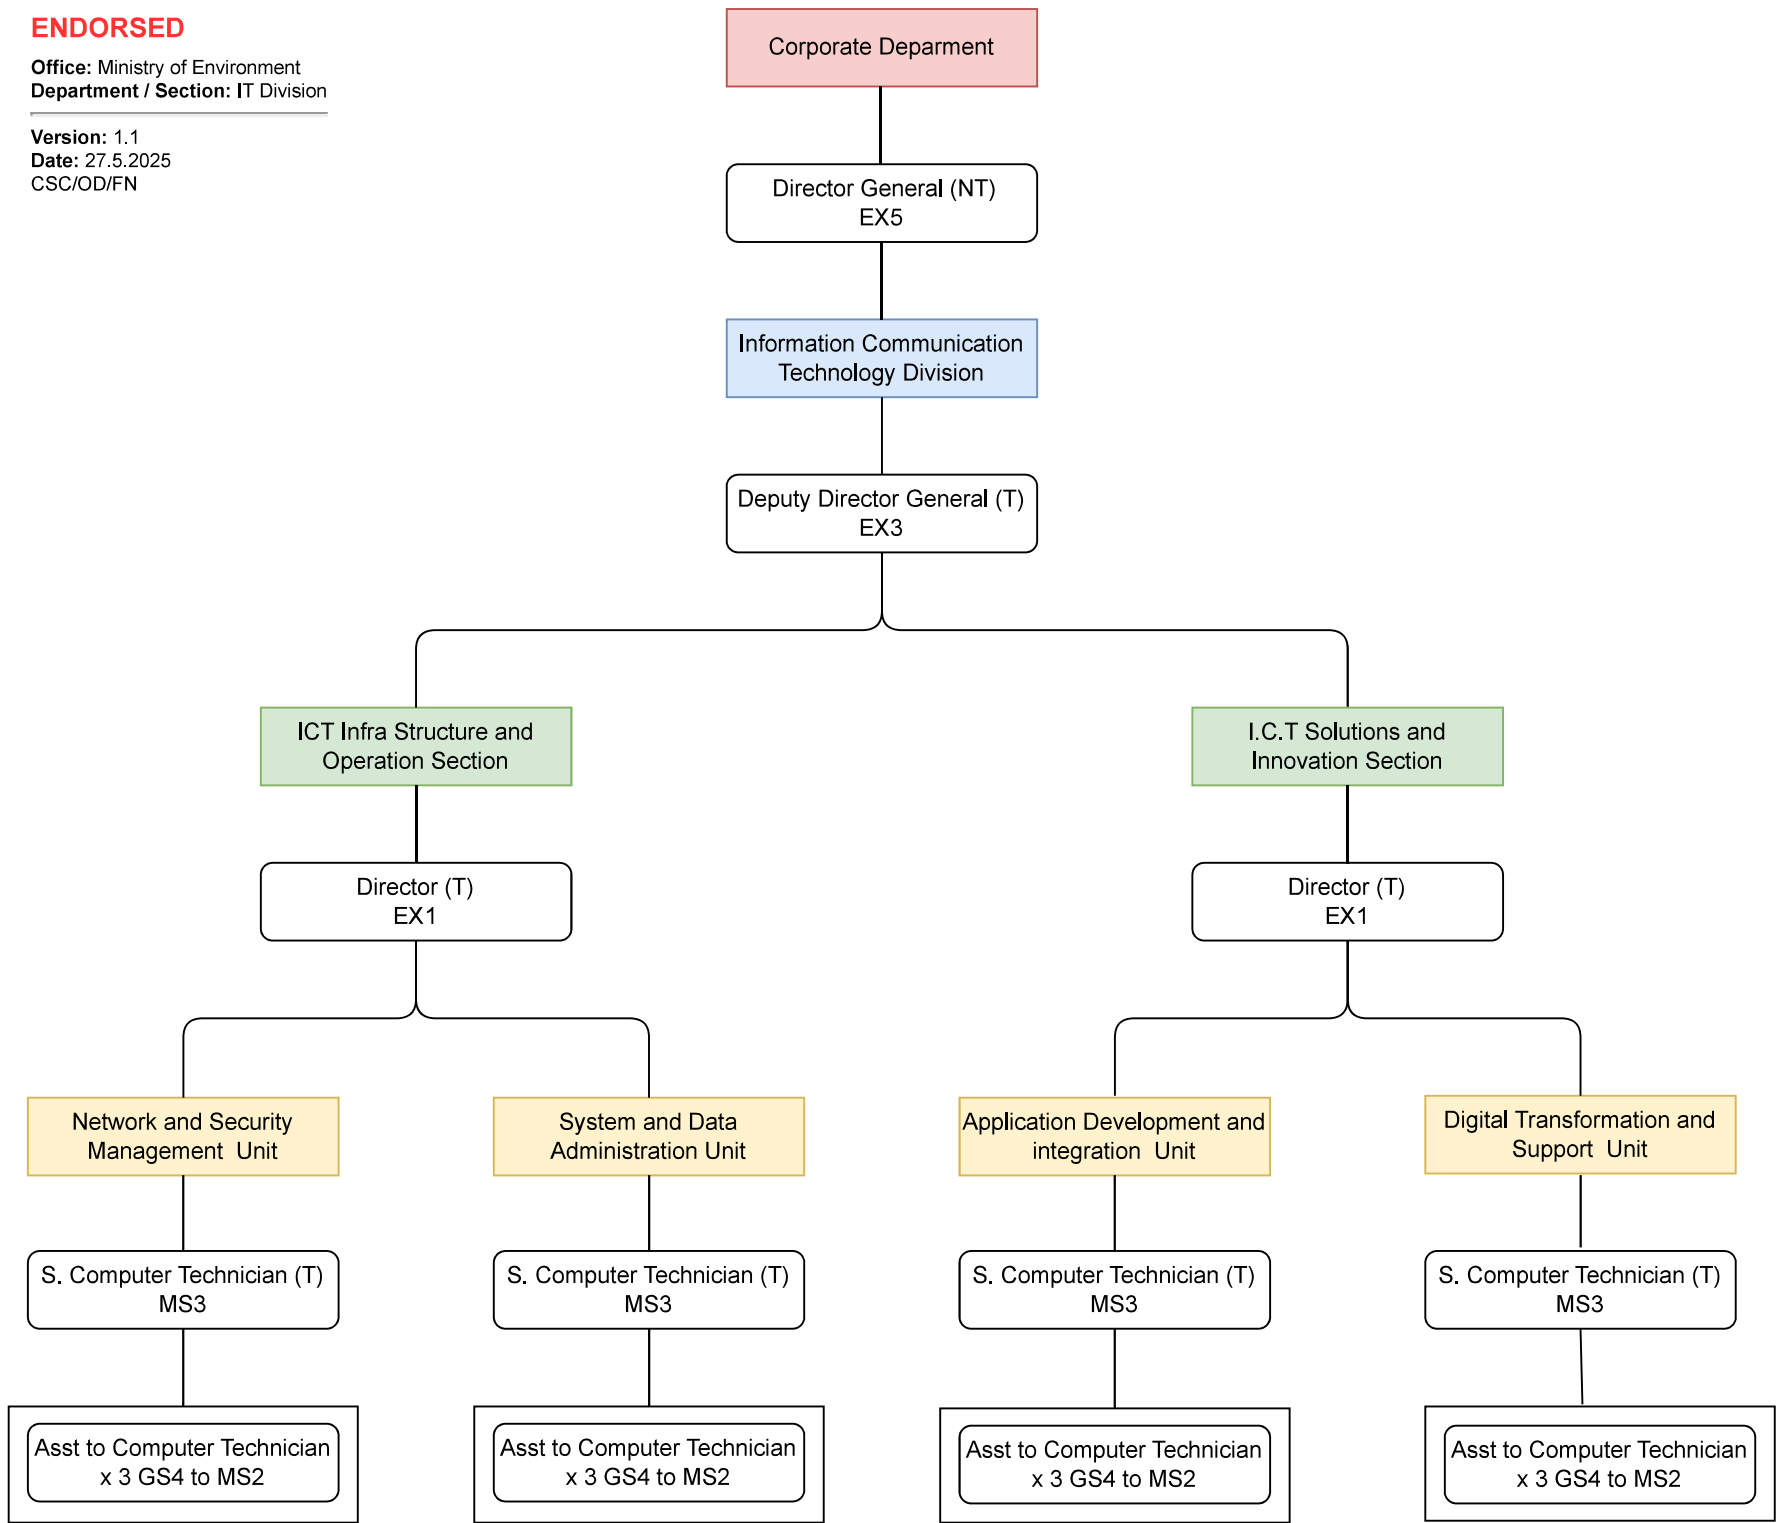 ENDORSED
Office: Ministry of Environment
Department / Section: IT Division
Version: 1.1
Date: 27.5.2025
CSC/OD/FN
Corporate Deparment
Director General (NT)
EX5
Information Communication
Technology Division
Deputy Director General (T)
EX3
ICT Infra Structure and
Operation Section
I.C.T Solutions and
Innovation Section
Director (T)
EX1
Director (T)
EX1
Network and Security
Management Unit
System and Data
Administration Unit
Application Development and
integration Unit
Digital Transformation and
Support Unit
S. Computer Technician (T)
MS3
S. Computer Technician (T)
MS3
S. Computer Technician (T)
MS3
S. Computer Technician (T)
MS3
Asst to Computer Technician
x 3 GS4 to MS2
Asst to Computer Technician
x 3 GS4 to MS2
Asst to Computer Technician
x 3 GS4 to MS2
Asst to Computer Technician
x 3 GS4 to MS2